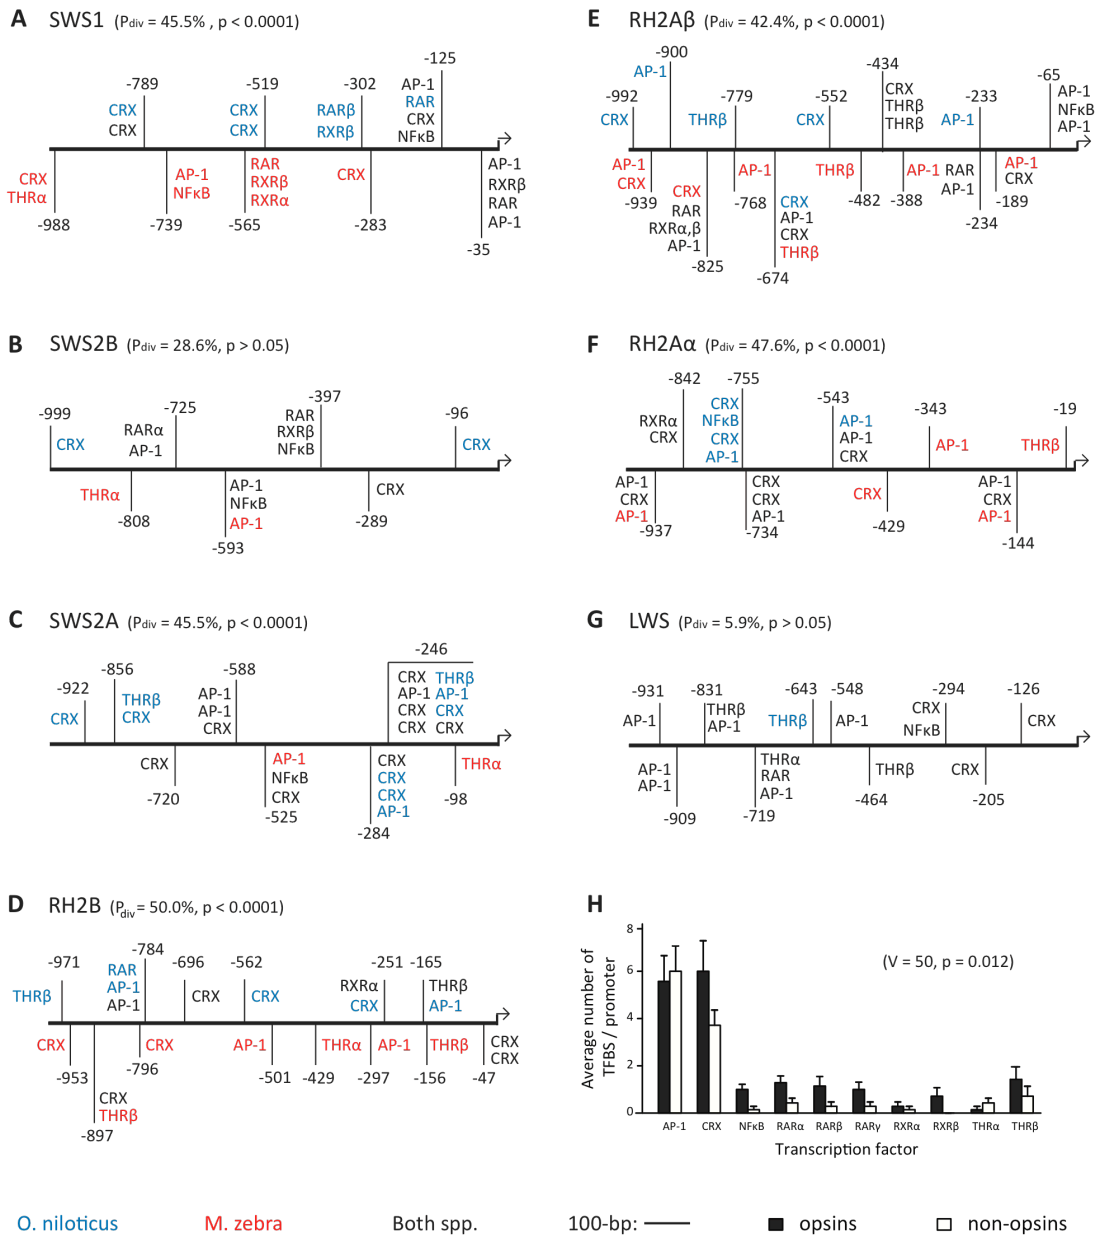 A SWS1 (Pdiv = 45.5% , p < 0.0001)
-125
-789 -519 -302
AP-1
RAR
CRX
NFκB
CRX
CRX
CRX
CRX
RARβ
RXRβ
CRX
THRα
-988
AP-1
NFκB
-739
RAR
RXRβ
RXRα
-565
CRX
-283
AP-1
RXRβ
RAR
AP-1
-35
B SWS2B (Pdiv = 28.6%, p > 0.05)
-999
CRX
-725
RARα
AP-1
-397
RAR
RXRβ
NFκB
-96
CRX
THRα
-808
AP-1
NFκB
AP-1
-593
CRX
-289
C SWS2A (Pdiv = 45.5%, p < 0.0001)
-922
CRX
-856
THRβ
CRX
-588
AP-1
AP-1
CRX
-246
CRX THRβ
AP-1 AP-1
CRX CRX
CRX CRX
CRX
-720
AP-1
NFκB
CRX
-525
CRX
CRX
CRX
AP-1
-284
THRα
-98
D RH2B (Pdiv = 50.0%, p < 0.0001)
-971
THRβ
-784
RAR
AP-1
AP-1
-696
CRX
-562
CRX
-251
RXRα
CRX
-165
THRβ
AP-1
CRX
-953
CRX
THRβ
-897
CRX
-796
AP-1
-501
THRα
-429
-297
AP-1
THRβ
-156
CRX
CRX
-47
E RH2Aβ (Pdiv = 42.4%, p < 0.0001)
-992
CRX
-900
AP-1
-779
THRβ
-552
CRX
-434
CRX
THRβ
THRβ
-233
AP-1
-65
AP-1
NFκB
AP-1
AP-1
CRX
-939
CRX
RAR
RXRα,β
AP-1
-825
AP-1
-768
CRX
AP-1
CRX
THRβ
-674
THRβ
-482
AP-1
-388
RAR
AP-1
-234
AP-1
CRX
-189
F RH2Aα (Pdiv = 47.6%, p < 0.0001)
-842
RXRα
CRX
-755
CRX
NFκB
CRX
AP-1
-543
AP-1
AP-1
CRX
-343
AP-1
-19
THRβ
AP-1
CRX
AP-1
-937
CRX
CRX
AP-1
-734
CRX
-429
AP-1
CRX
AP-1
-144
G LWS (Pdiv = 5.9%, p > 0.05)
-931
AP-1
-831
THRβ
AP-1
-643
THRβ
-548
AP-1
-294
CRX
NFκB
-126
CRX
AP-1
AP-1
-909
THRα
RAR
AP-1
-719
THRβ
-464
CRX
-205
H
Average number of
TFBS / promoter
8
6
4
2
0
(V = 50, p = 0.012)
AP-1 CRX NFκB RARα RARβ RARγ RXRα RXRβ THRα THRβ
Transcription factor
O. niloticus M. zebra Both spp. 100-bp: opsins non-opsins